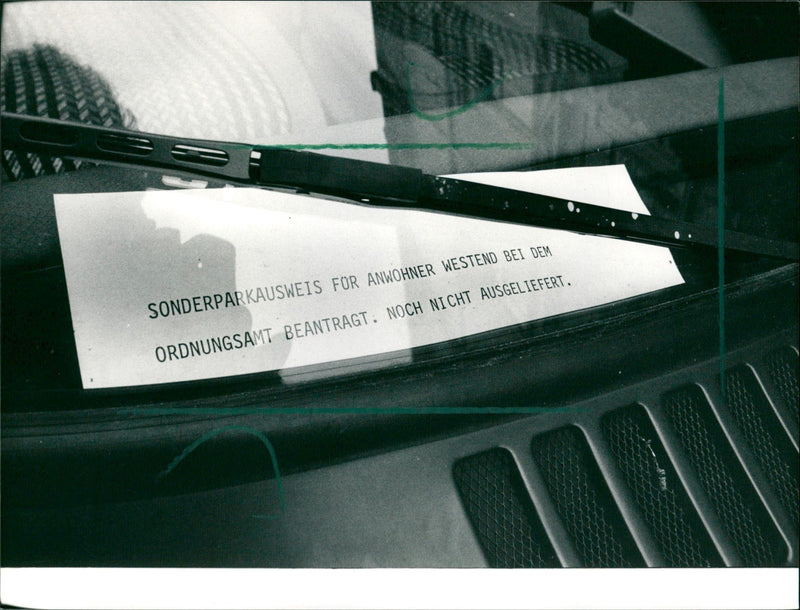 SONDERPARKAUSWEIS FÜR ANWOHNER WESTEND BEI DEM
ORDNUNGSAMT BEANTRAGT. NOCH NICHT AUSGELIEFERT.